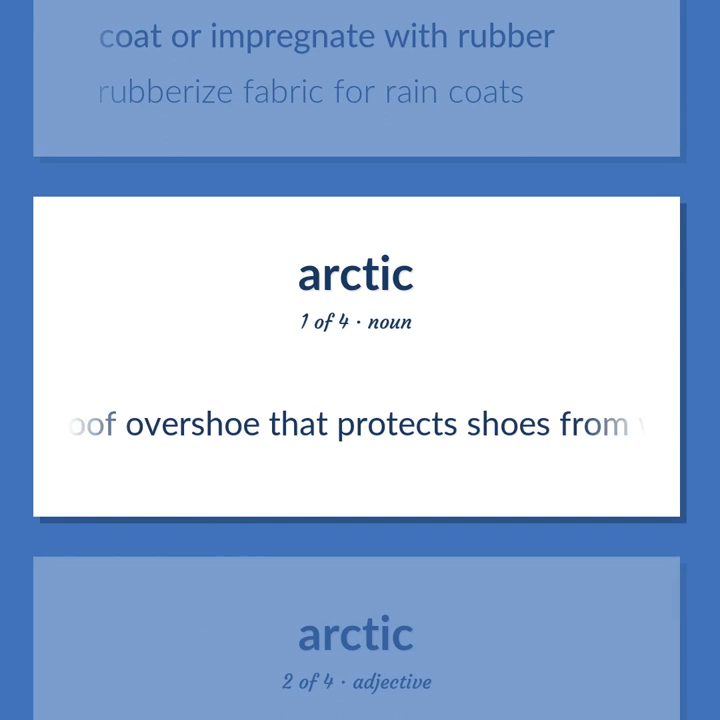 coat or impregnate with rubber
rubberize fabric for rain coats
arctic
1 of 4 · noun
oof overshoe that protects shoes from
arctic
2 of 4 · adjective